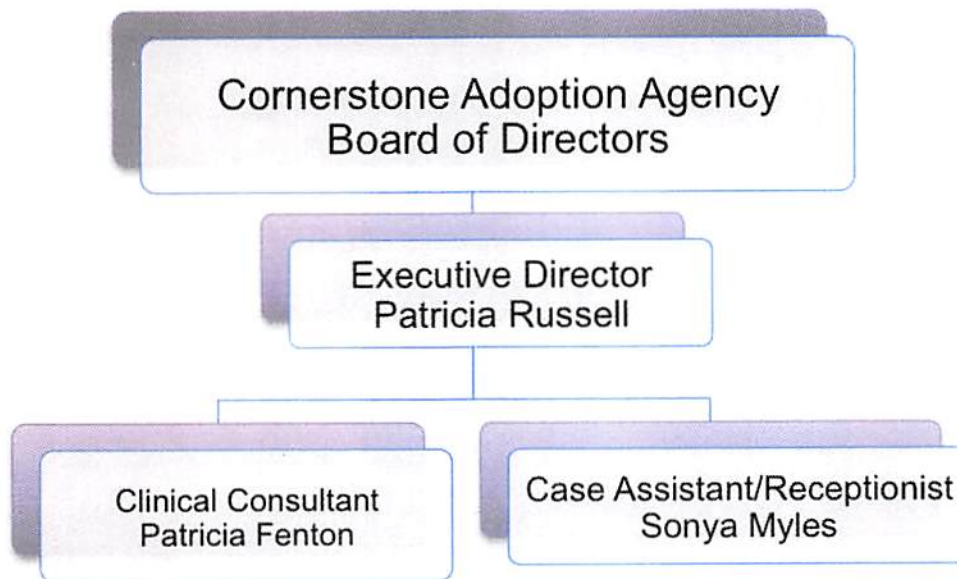 Cornerstone Adoption Agency
Board of Directors
Executive Director
Patricia Russell
Clinical Consultant
Patricia Fenton
Case Assistant/Receptionist
Sonya Myles